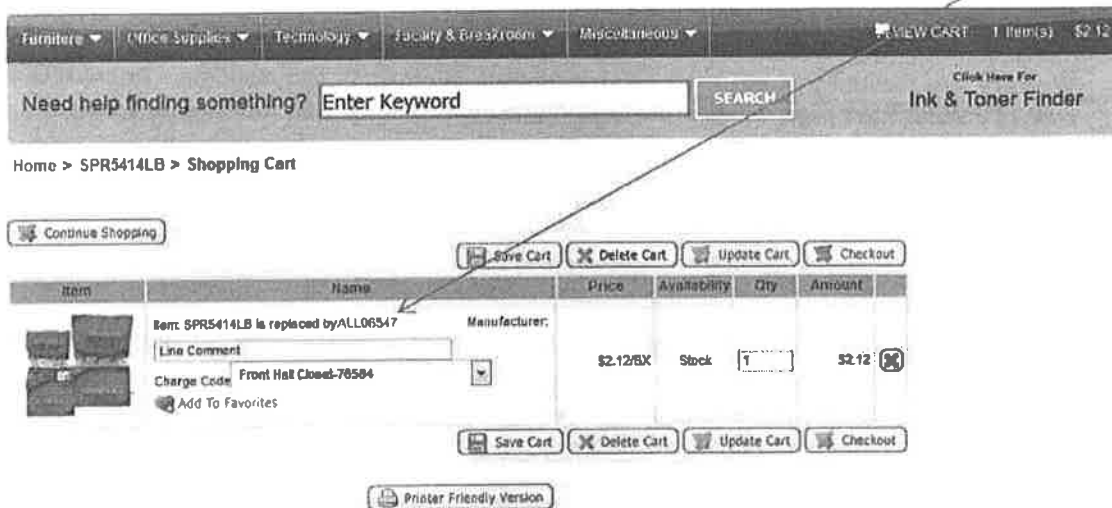 Furniture Office Supplies Technology Facility & Breakroom Miscellaneous VIEW CART 1 Item(s) $2.12
Need help finding something? Enter Keyword SEARCH
Click Here For
Ink & Toner Finder
Home > SPR5414LB > Shopping Cart
Continue Shopping
Save Cart Delete Cart Update Cart Checkout
Item Name Price Availability Qty Amount
Item: SPR5414LB is replaced by ALL06547 Manufacturer:
Line Comment
$2.12/BX Stock 1 $2.12
Charge Code Front Hall Closet-76584
Add To Favorites
Save Cart Delete Cart Update Cart Checkout
Printer Friendly Version